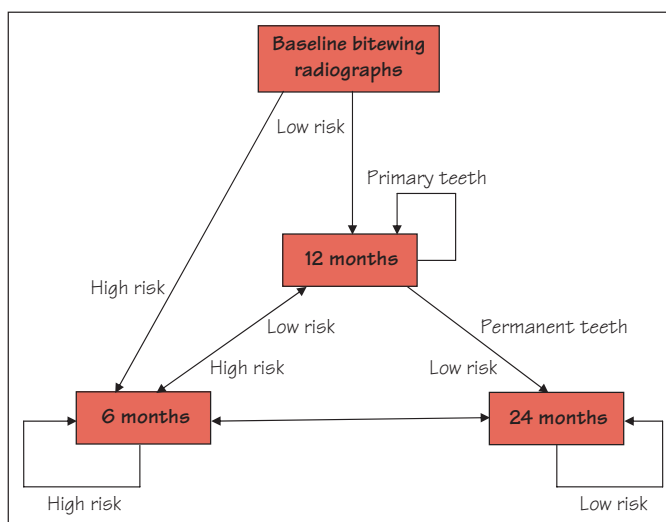 Baseline bitewing
radiographs
Low risk
Primary teeth
12 months
High risk
Low risk
Permanent teeth
High risk
Low risk
6 months
24 months
High risk
Low risk